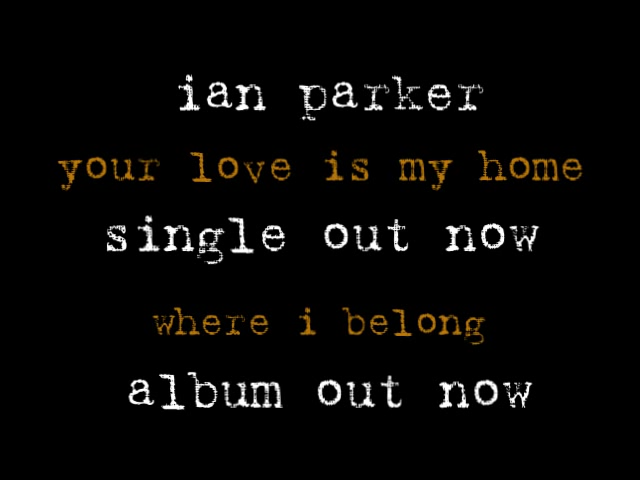 ian parker
your love is my home
single out now
where i belong
album out now